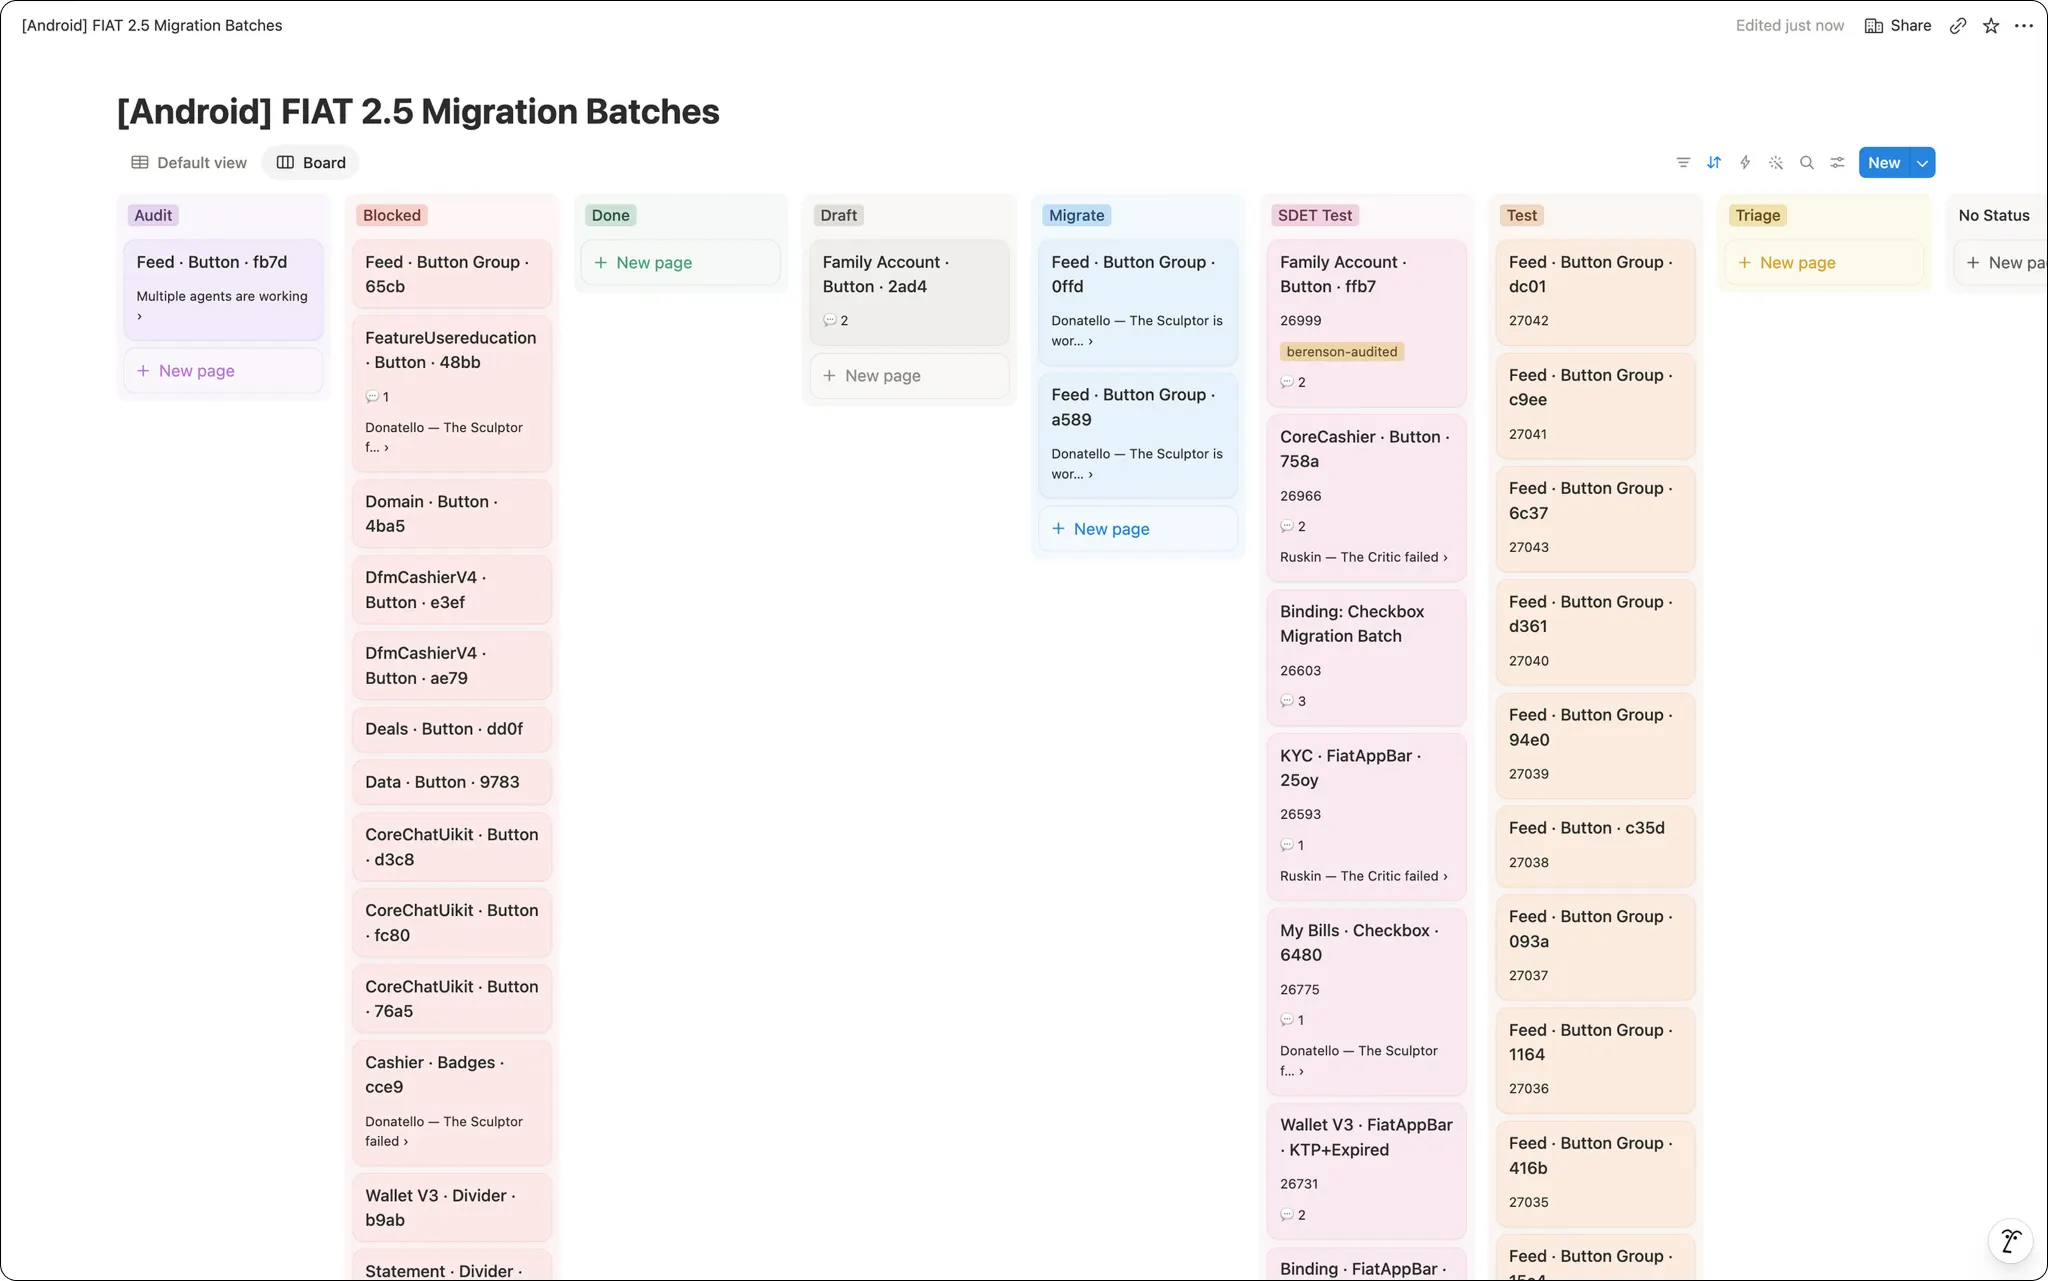 [Android] FIAT 2.5 Migration Batches
Edited just now
Share
[Android] FIAT 2.5 Migration Batches
Default view
Board
New
Audit
Feed · Button · fb7d
Multiple agents are working
›
+ New page
Blocked
Feed · Button Group ·
65cb
FeatureUsereducation
· Button · 48bb
1
Donatello — The Sculptor
f... ›
Domain · Button ·
4ba5
DfmCashierV4 ·
Button · e3ef
DfmCashierV4 ·
Button · ae79
Deals · Button · dd0f
Data · Button · 9783
CoreChatUikit · Button
· d3c8
CoreChatUikit · Button
· fc80
CoreChatUikit · Button
· 76a5
Cashier · Badges ·
cce9
Donatello — The Sculptor
failed ›
Wallet V3 · Divider ·
b9ab
Statement · Divider ·
Done
+ New page
Draft
Family Account ·
Button · 2ad4
2
+ New page
Migrate
Feed · Button Group ·
0ffd
Donatello — The Sculptor is
wor... ›
Feed · Button Group ·
a589
Donatello — The Sculptor is
wor... ›
+ New page
SDET Test
Family Account ·
Button · ffb7
26999
berenson-audited
2
CoreCashier · Button ·
758a
26966
2
Ruskin — The Critic failed ›
Binding: Checkbox
Migration Batch
26603
3
KYC · FiatAppBar ·
25oy
26593
1
Ruskin — The Critic failed ›
My Bills · Checkbox ·
6480
26775
1
Donatello — The Sculptor
f... ›
Wallet V3 · FiatAppBar
· KTP+Expired
26731
2
Binding · FiatAppBar ·
Test
Feed · Button Group ·
dc01
27042
Feed · Button Group ·
c9ee
27041
Feed · Button Group ·
6c37
27043
Feed · Button Group ·
d361
27040
Feed · Button Group ·
94e0
27039
Feed · Button · c35d
27038
Feed · Button Group ·
093a
27037
Feed · Button Group ·
1164
27036
Feed · Button Group ·
416b
27035
Feed · Button Group ·
Triage
+ New page
No Status
+ New pa